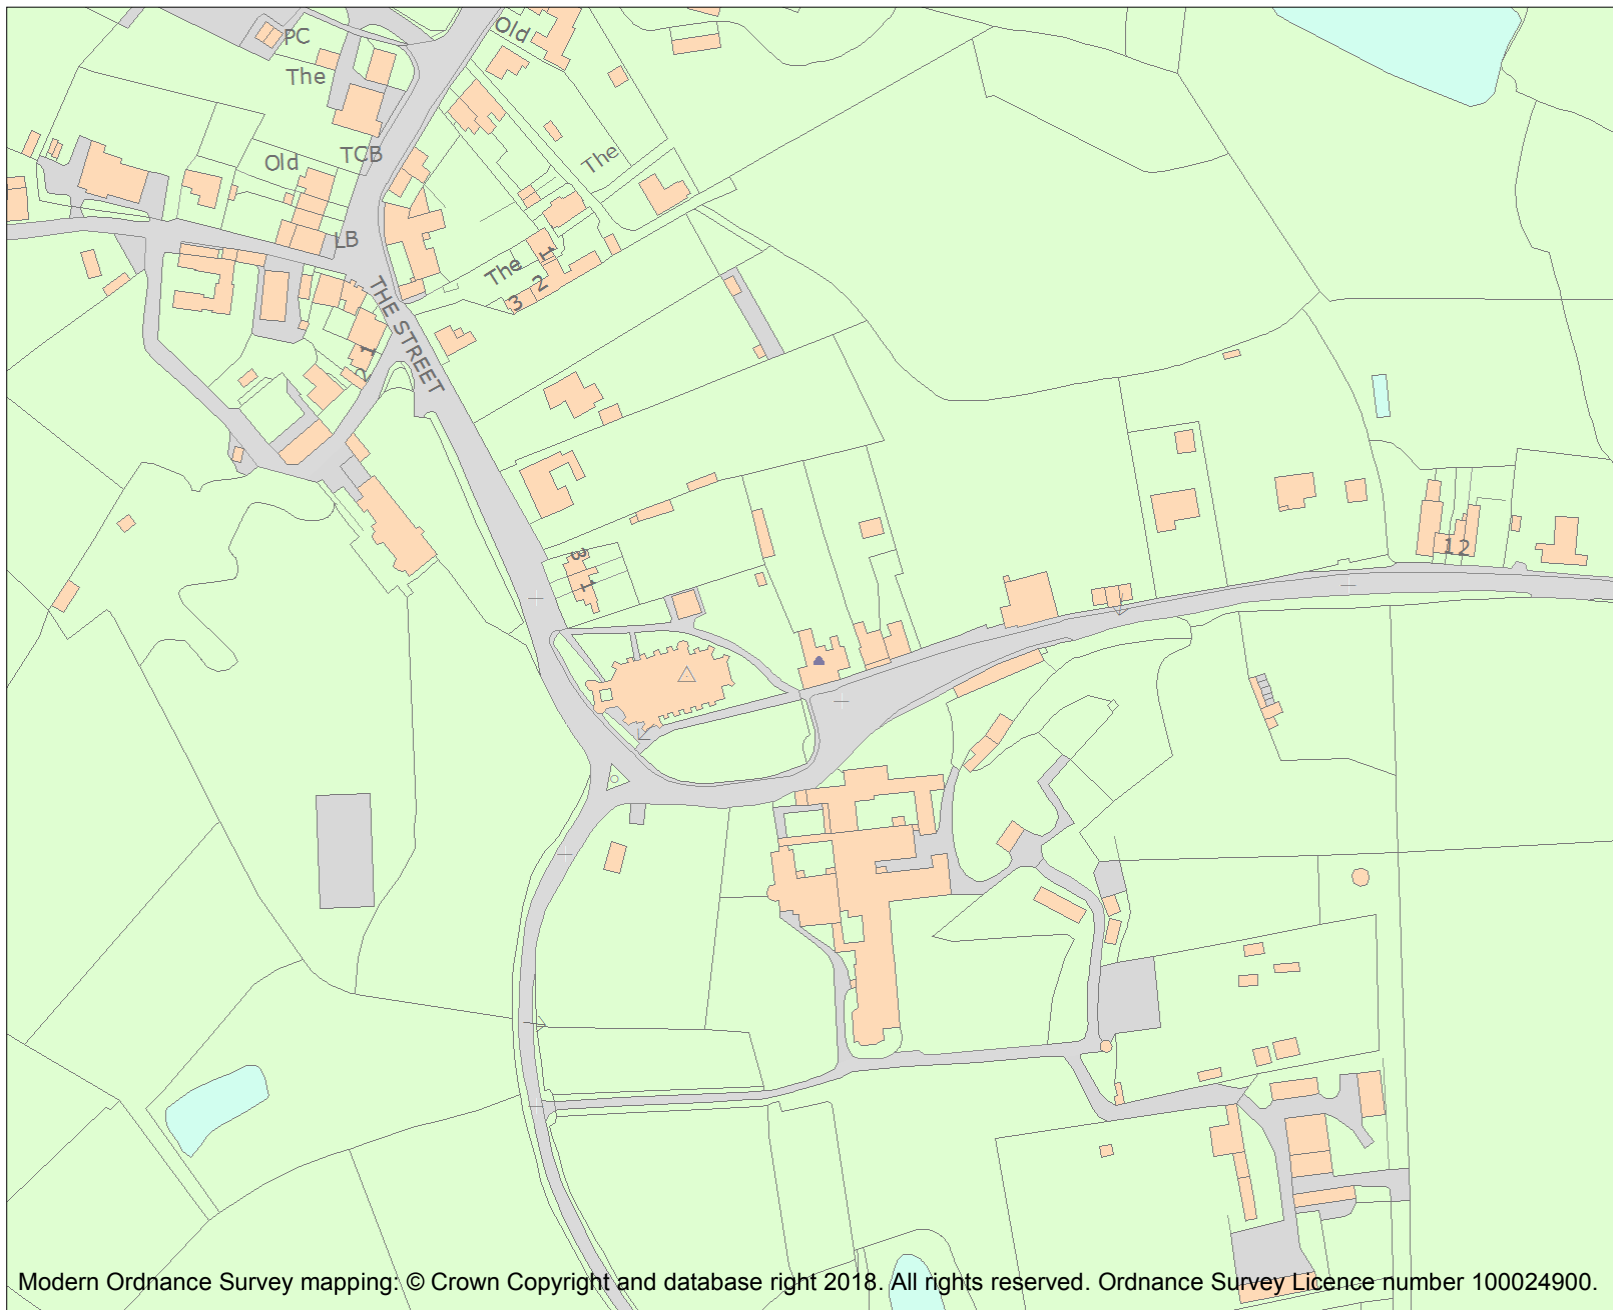 Old
PC
The
TCB
Old
The
LB
1
The
2
3
THE STREET
1
2
3
1
12
Modern Ordnance Survey mapping: © Crown Copyright and database right 2018. All rights reserved. Ordnance Survey Licence number 100024900.